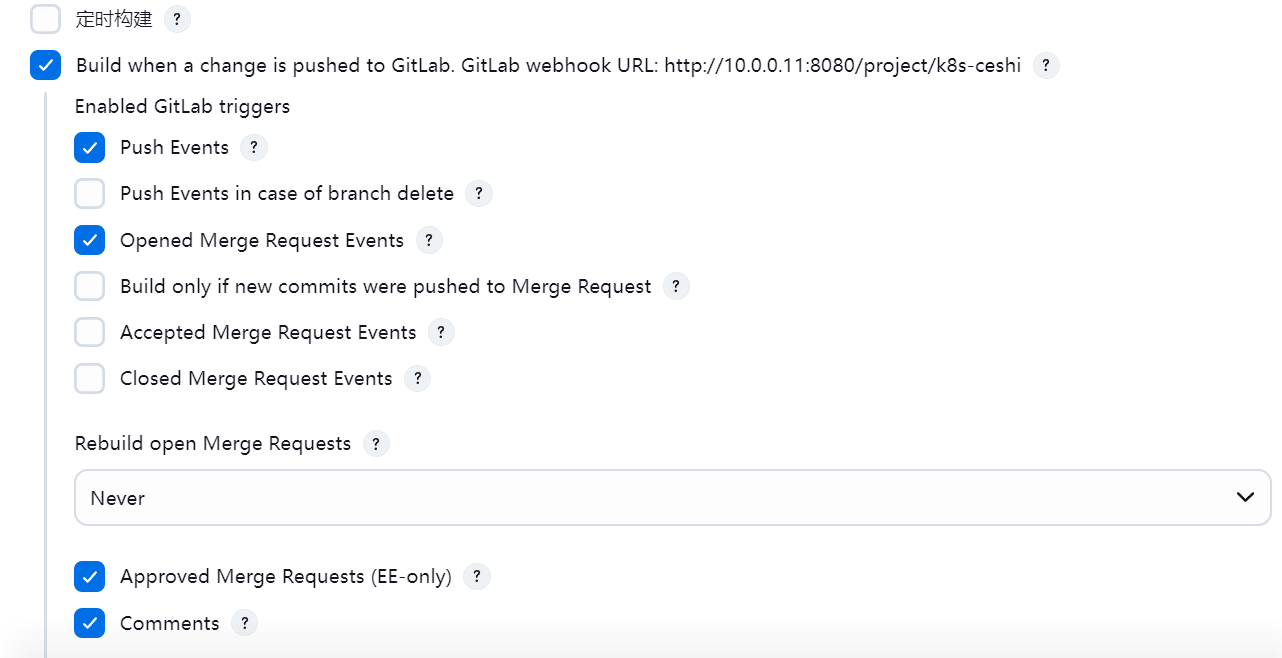 定时构建 ?
Build when a change is pushed to GitLab. GitLab webhook URL: http://10.0.0.11:8080/project/k8s-ceshi ?
Enabled GitLab triggers
Push Events ?
Push Events in case of branch delete ?
Opened Merge Request Events ?
Build only if new commits were pushed to Merge Request ?
Accepted Merge Request Events ?
Closed Merge Request Events ?
Rebuild open Merge Requests ?
Never
Approved Merge Requests (EE-only) ?
Comments ?